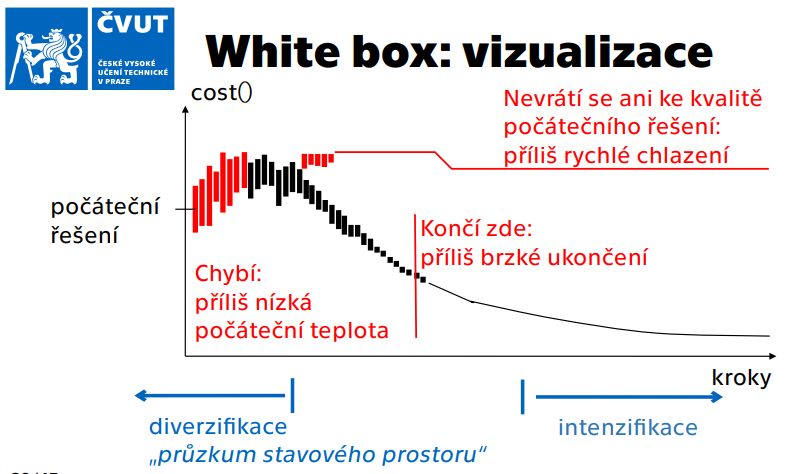 ČVUT
ČESKÉ VYSOKÉ
UČENÍ TECHNICKÉ
V PRAZE
White box: vizualizace
cost()
Nevrátí se ani ke kvalitě
počátečního řešení:
příliš rychlé chlazení
počáteční
řešení
Končí zde:
příliš brzké ukončení
Chybí:
příliš nízká
počáteční teplota
kroky
diverzifikace
„průzkum stavového prostoru“
intenzifikace